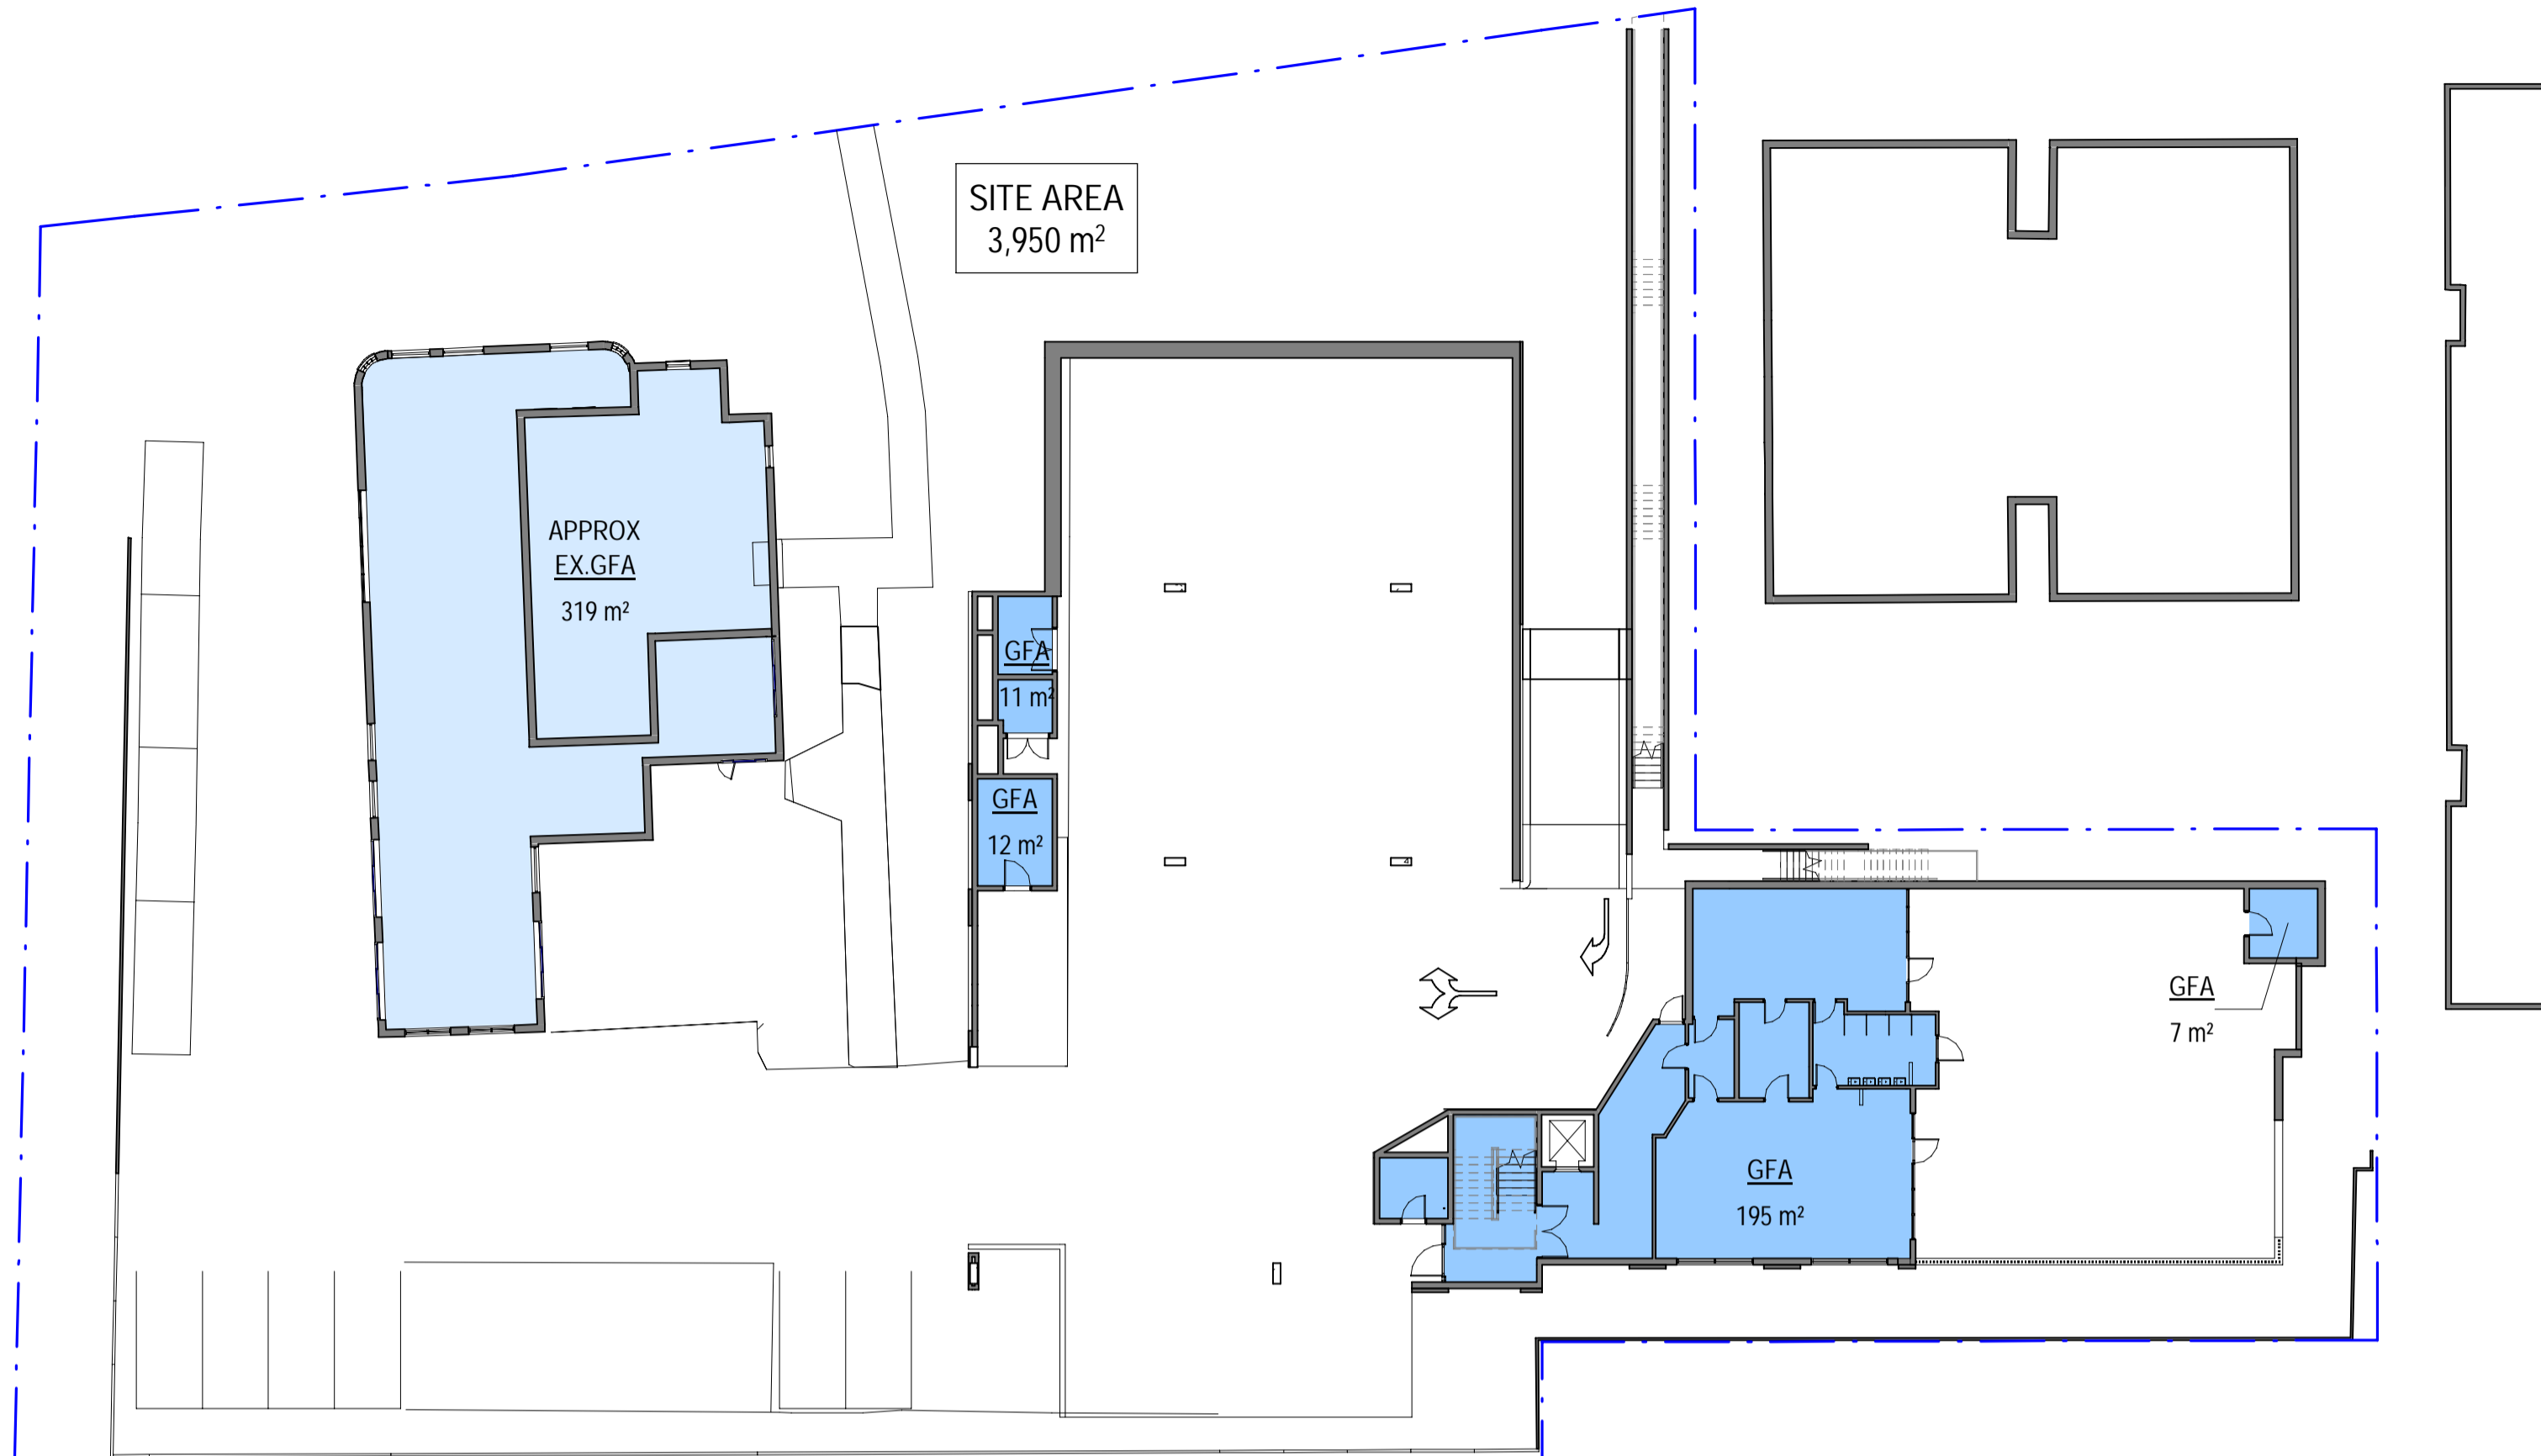 SITE AREA
3,950 m²
APPROX
EX.GFA
319 m²
GFA
11 m²
GFA
12 m²
GFA
7 m²
GFA
195 m²